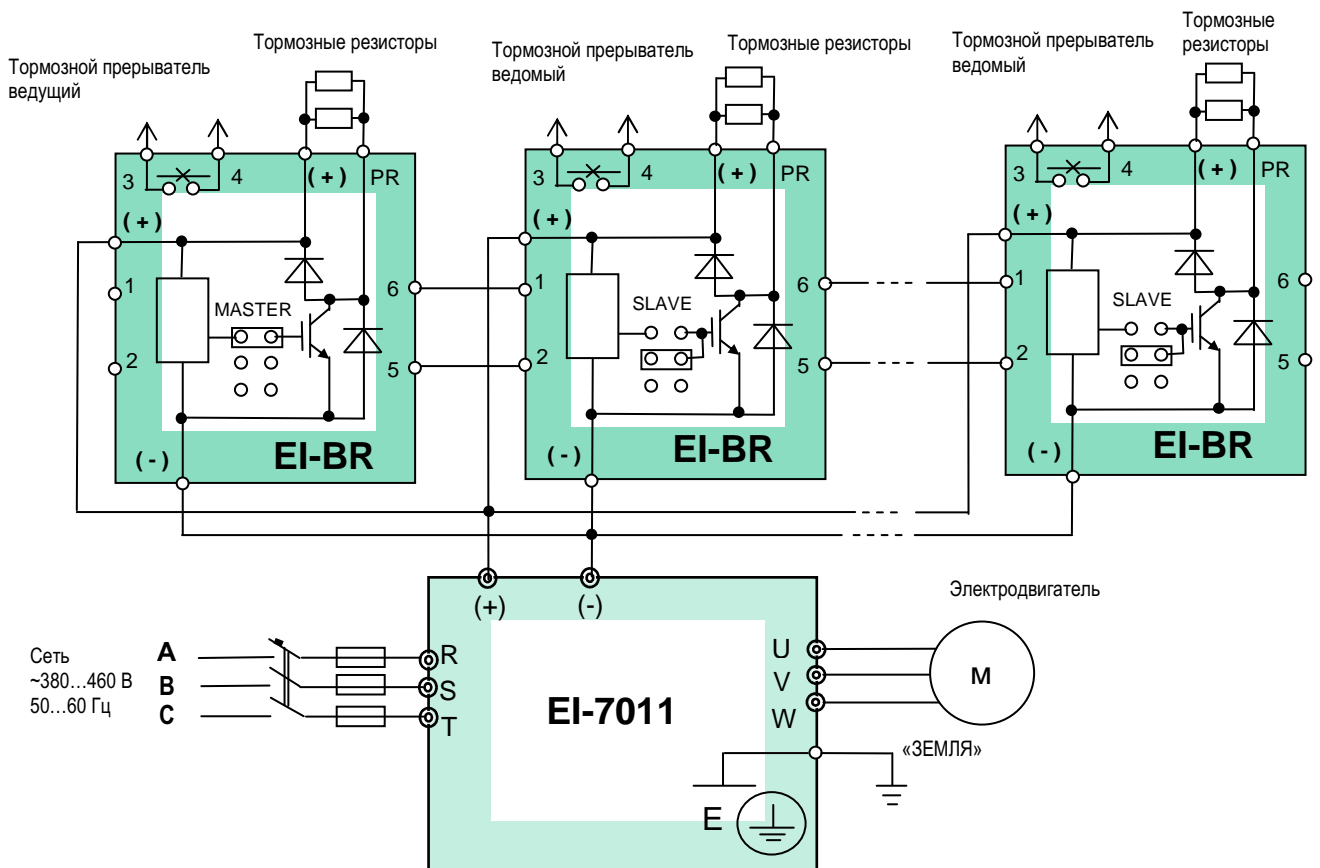 Тормозной прерыватель
ведущий
Тормозные резисторы
Тормозной прерыватель
ведомый
Тормозные резисторы
Тормозной прерыватель
ведомый
Тормозные
резисторы
3
4
(+)
PR
(+)
1
2
MASTER
6
5
(-)
EI-BR
3
4
(+)
PR
(+)
1
2
SLAVE
6
5
(-)
EI-BR
3
4
(+)
PR
(+)
1
2
SLAVE
6
5
(-)
EI-BR
(+)
(-)
Сеть
~380...460 В
50...60 Гц
A
B
C
R
S
T
EI-7011
U
V
W
E
Электродвигатель
М
«ЗЕМЛЯ»